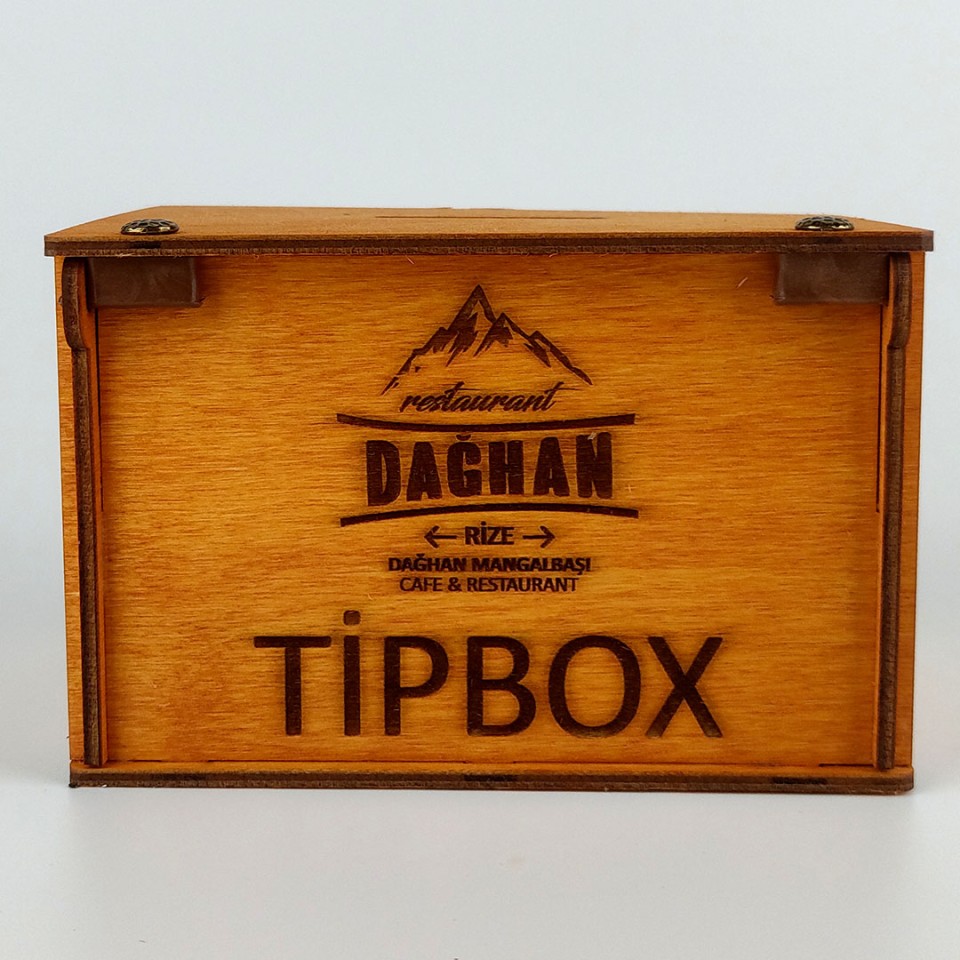 restaurant
DAĞHAN
← RİZE →
DAĞHAN MANGALBAŞI
CAFE & RESTAURANT
TİPBOX